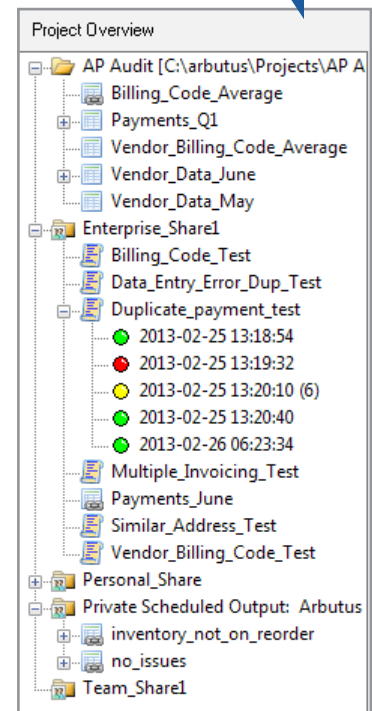 Project Overview
AP Audit [C:\arbutus\Projects\AP A
Billing_Code_Average
Payments_Q1
Vendor_Billing_Code_Average
Vendor_Data_June
Vendor_Data_May
Enterprise_Share1
Billing_Code_Test
Data_Entry_Error_Dup_Test
Duplicate_payment_test
2013-02-25 13:18:54
2013-02-25 13:19:32
2013-02-25 13:20:10 (6)
2013-02-25 13:20:40
2013-02-26 06:23:34
Multiple_Invoicing_Test
Payments_June
Similar_Address_Test
Vendor_Billing_Code_Test
Personal_Share
Private Scheduled Output: Arbutus
inventory_not_on_reorder
no_issues
Team_Share1